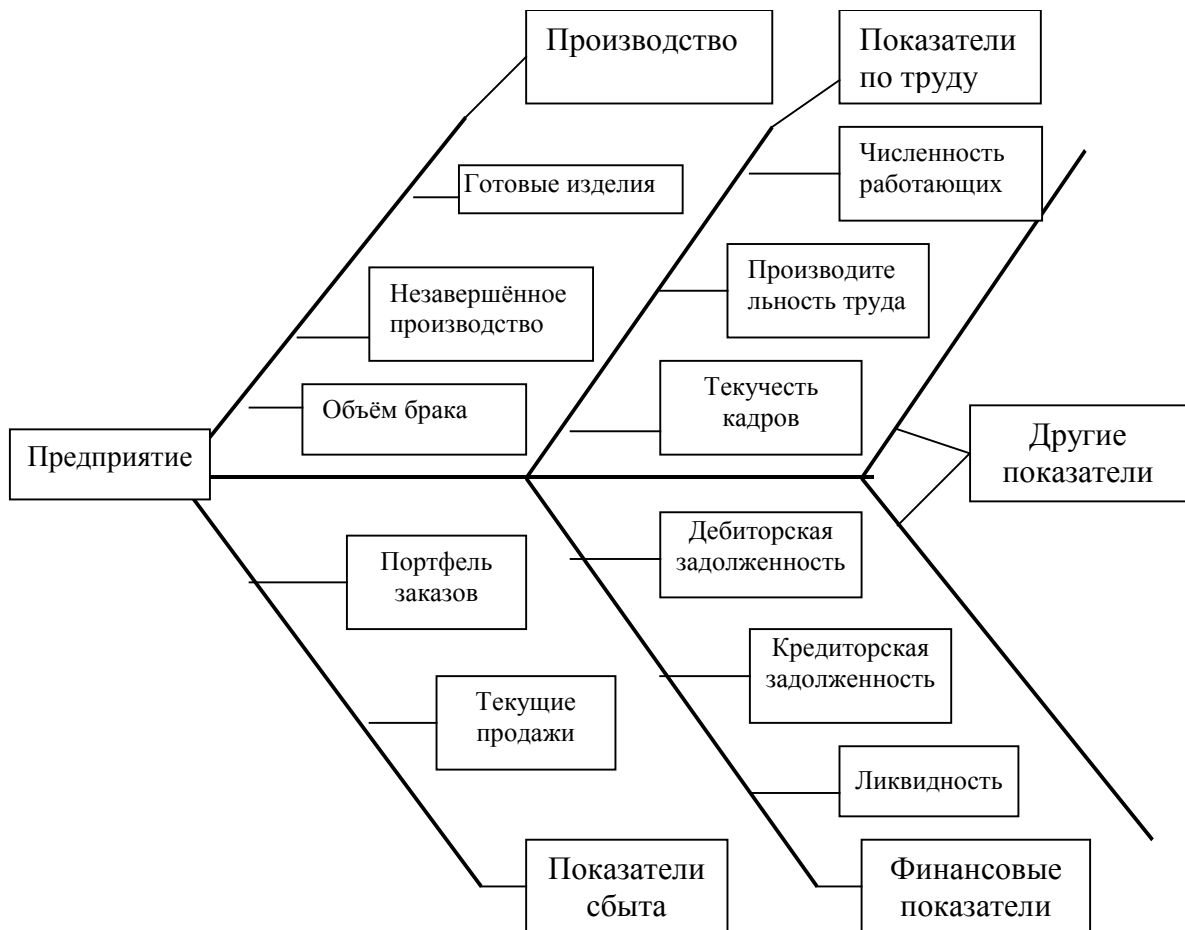 Производство
Показатели
по труду
Численность
работающих
Готовые изделия
Производите
льность труда
Незавершённое
производство
Текучесть
кадров
Объём брака
Предприятие
Другие
показатели
Дебиторская
задолженность
Портфель
заказов
Кредиторская
задолженность
Текущие
продажи
Ликвидность
Показатели
сбыта
Финансовые
показатели